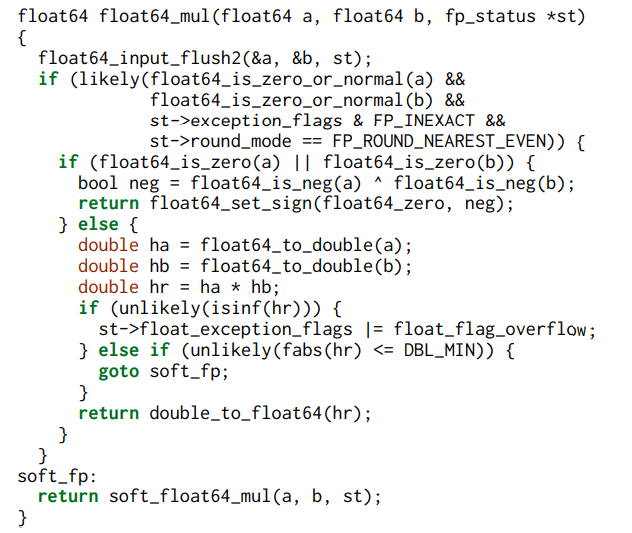 float64 float64_mul(float64 a, float64 b, fp_status *st)
{
  float64_input_flush2(&a, &b, st);
  if (likely(float64_is_zero_or_normal(a) &&
             float64_is_zero_or_normal(b) &&
             st->exception_flags & FP_INEXACT &&
             st->round_mode == FP_ROUND_NEAREST_EVEN)) {
    if (float64_is_zero(a) || float64_is_zero(b)) {
      bool neg = float64_is_neg(a) ^ float64_is_neg(b);
      return float64_set_sign(float64_zero, neg);
    } else {
      double ha = float64_to_double(a);
      double hb = float64_to_double(b);
      double hr = ha * hb;
      if (unlikely(isinf(hr))) {
        st->float_exception_flags |= float_flag_overflow;
      } else if (unlikely(fabs(hr) <= DBL_MIN)) {
        goto soft_fp;
      }
      return double_to_float64(hr);
    }
  }
soft_fp:
  return soft_float64_mul(a, b, st);
}